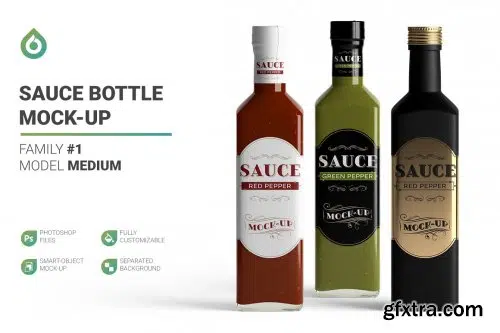 SAUCE BOTTLE
MOCK-UP
FAMILY #1
MODEL MEDIUM
Ps
PHOTOSHOP
FILES
FULLY
CUSTOMIZABLE
SMART-OBJECT
MOCK UP
SEPARATED
BACKGROUND
SAUCE
RED PEPPER
SAUCE
RED PEPPER
MOCK-UP
SAUCE
GREEN PEPPER
MOCK-UP
SAUCE
RED PEPPER
MOCK-UP
gfxtra.com